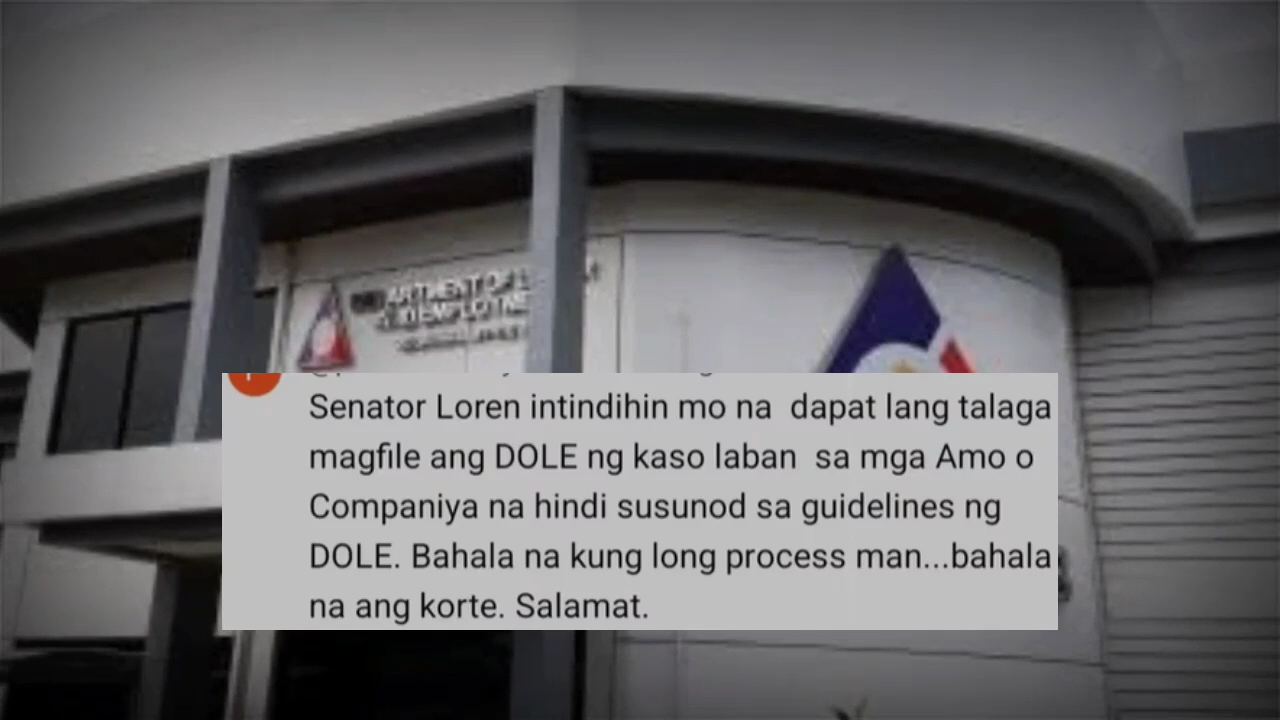 Senator Loren intindihin mo na dapat lang talaga
magfile ang DOLE ng kaso laban sa mga Amo o
Companiya na hindi susunod sa guidelines ng
DOLE. Bahala na kung long process man...bahala
na ang korte. Salamat.